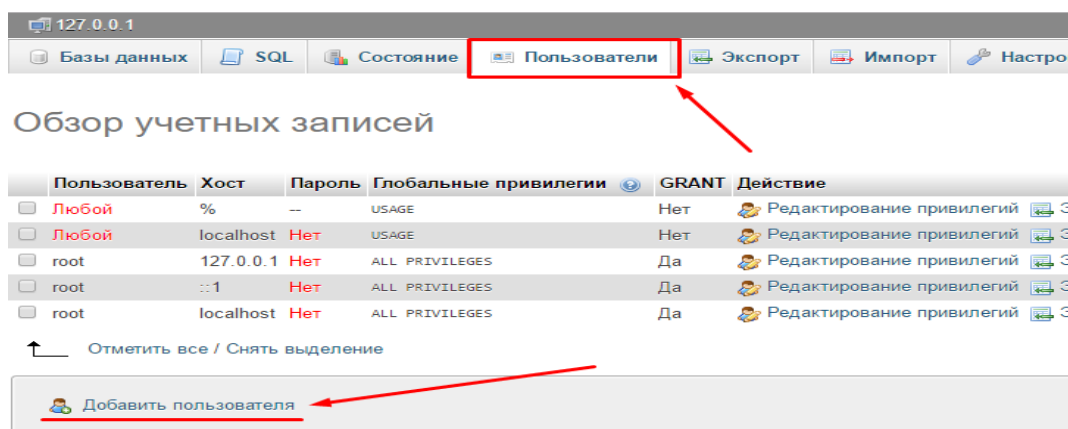 127.0.0.1
Базы данных SQL Состояние Пользователи Экспорт Импорт Настро
Обзор учетных записей
Пользователь Хост Пароль Глобальные привилегии GRANT Действие
Любой % -- USAGE Нет Редактирование привилегий Э
Любой localhost Нет USAGE Нет Редактирование привилегий Э
root 127.0.0.1 Нет ALL PRIVILEGES Да Редактирование привилегий Э
root ::1 Нет ALL PRIVILEGES Да Редактирование привилегий Э
root localhost Нет ALL PRIVILEGES Да Редактирование привилегий Э
Отметить все / Снять выделение
Добавить пользователя